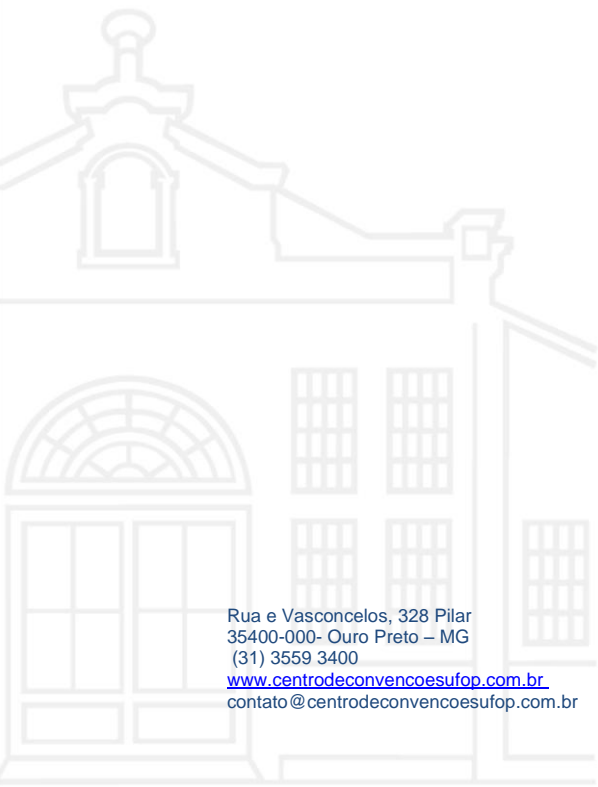 Rua e Vasconcelos, 328 Pilar
35400-000- Ouro Preto – MG
(31) 3559 3400
www.centrodeconvencoesufop.com.br
contato@centrodeconvencoesufop.com.br